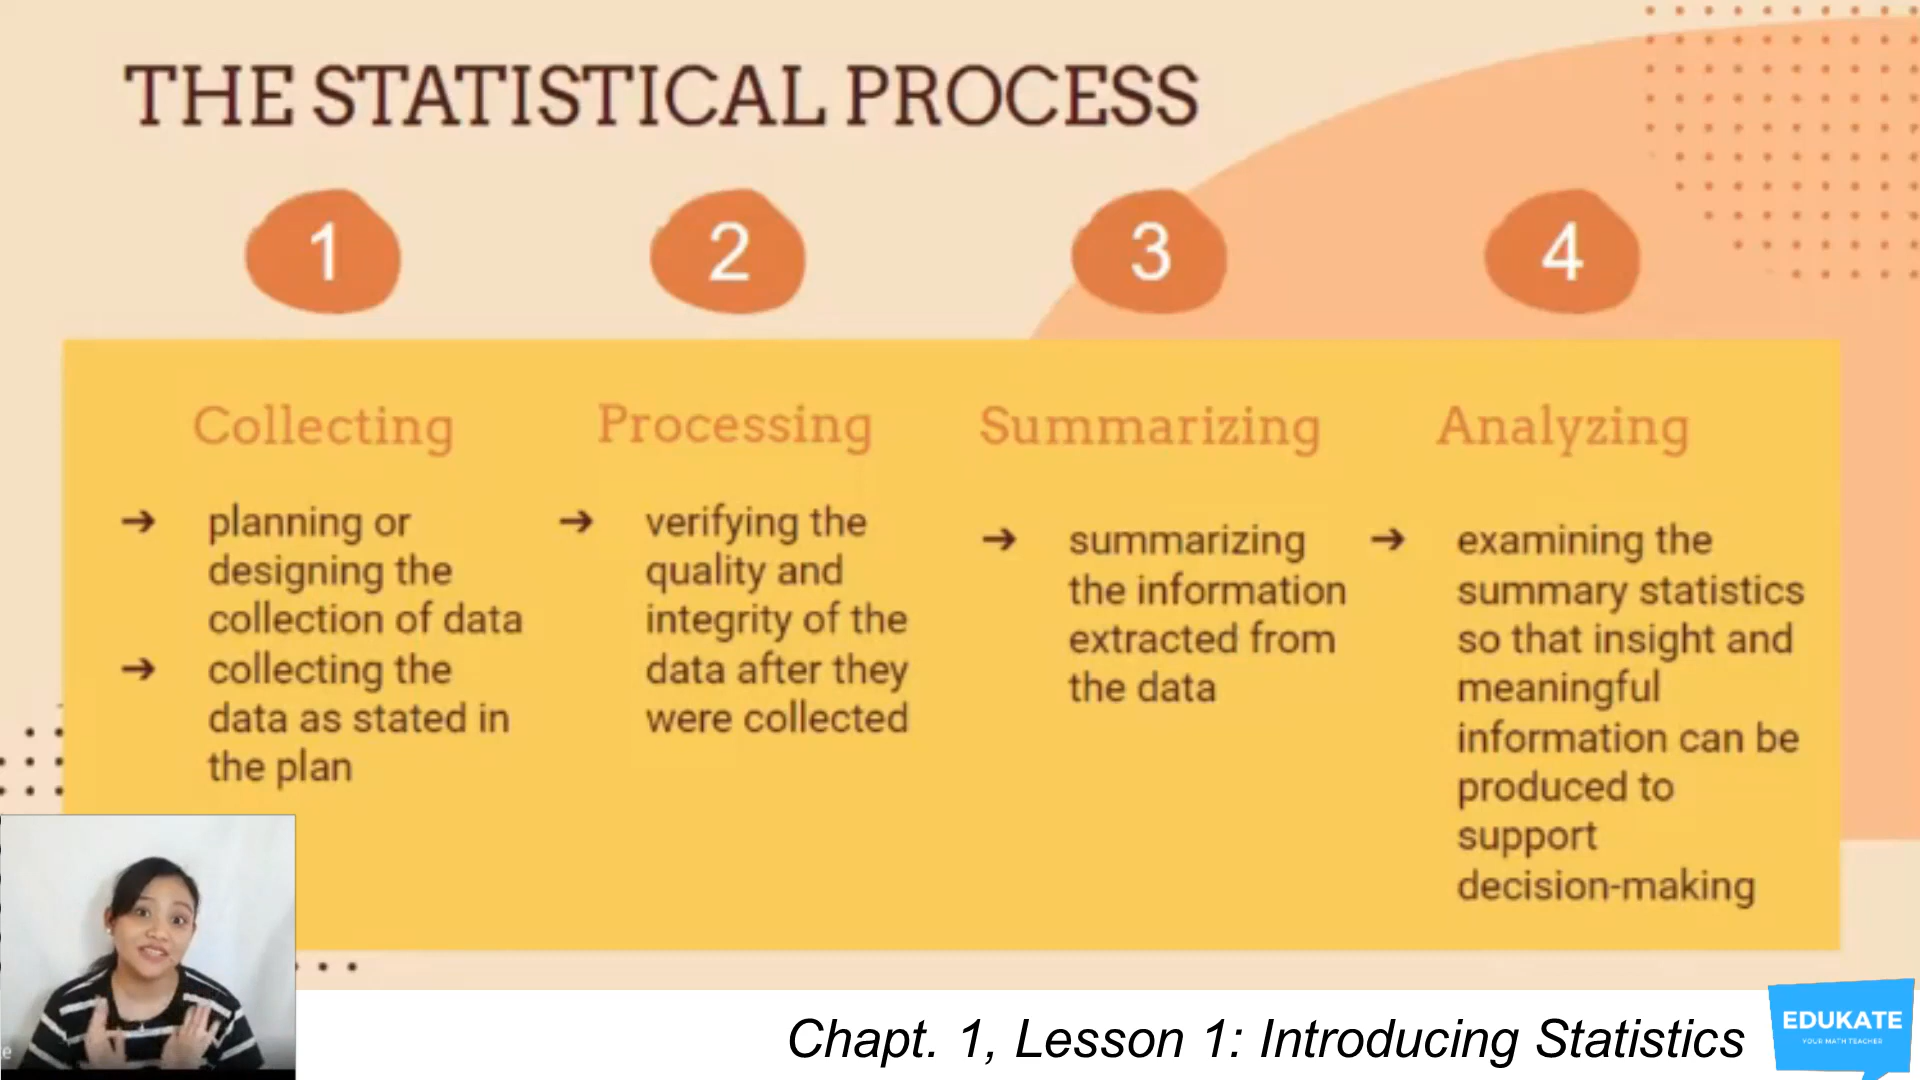 THE STATISTICAL PROCESS
1
2
3
4
Collecting
➔ planning or
designing the
collection of data
➔ collecting the
data as stated in
the plan
Processing
➔ verifying the
quality and
integrity of the
data after they
were collected
Summarizing
➔ summarizing
the information
extracted from
the data
Analyzing
➔ examining the
summary statistics
so that insight and
meaningful
information can be
produced to
support
decision-making
Chapt. 1, Lesson 1: Introducing Statistics
EDUKATE
YOUR MATH TEACHER